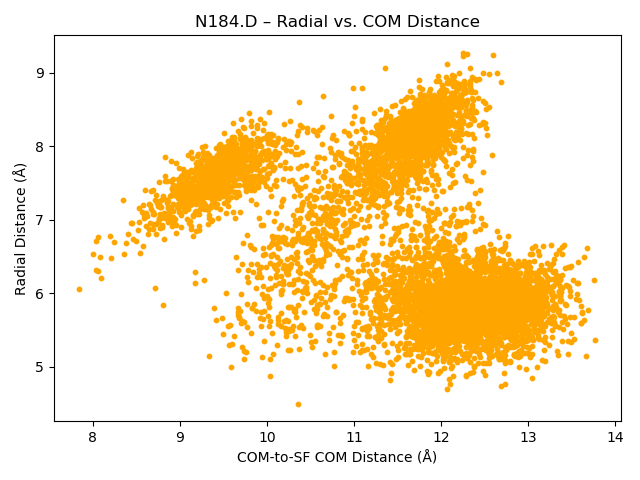 N184.D – Radial vs. COM Distance
Radial Distance (Å)
9
8
7
6
5
8 9 10 11 12 13 14
COM-to-SF COM Distance (Å)